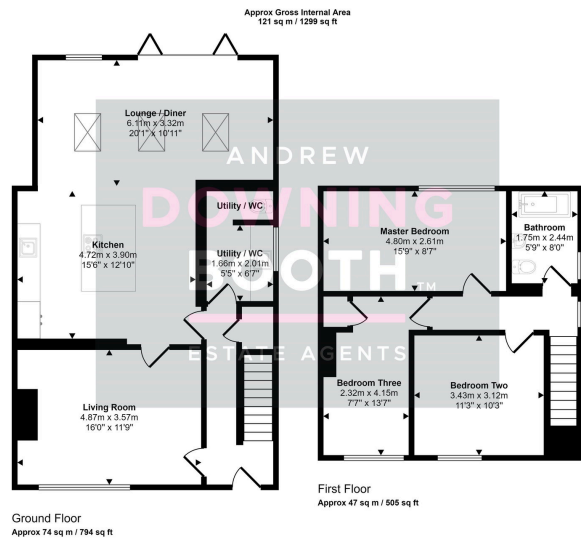 Approx Gross Internal Area
121 sq m / 1299 sq ft
Lounge / Diner
6.11m x 3.32m
20'1" x 10'11"
ANDREW
DOWNING
BOOTH™
ESTATE AGENTS
Utility / WC
Kitchen
4.72m x 3.90m
15'6" x 12'10"
Utility / WC
1.66m x 2.01m
5'5" x 6'7"
Living Room
4.87m x 3.57m
16'0" x 11'9"
Master Bedroom
4.80m x 2.61m
15'9" x 8'7"
Bathroom
1.75m x 2.44m
5'9" x 8'0"
Bedroom Three
2.32m x 4.15m
7'7" x 13'7"
Bedroom Two
3.43m x 3.12m
11'3" x 10'3"
Ground Floor
Approx 74 sq m / 794 sq ft
First Floor
Approx 47 sq m / 505 sq ft